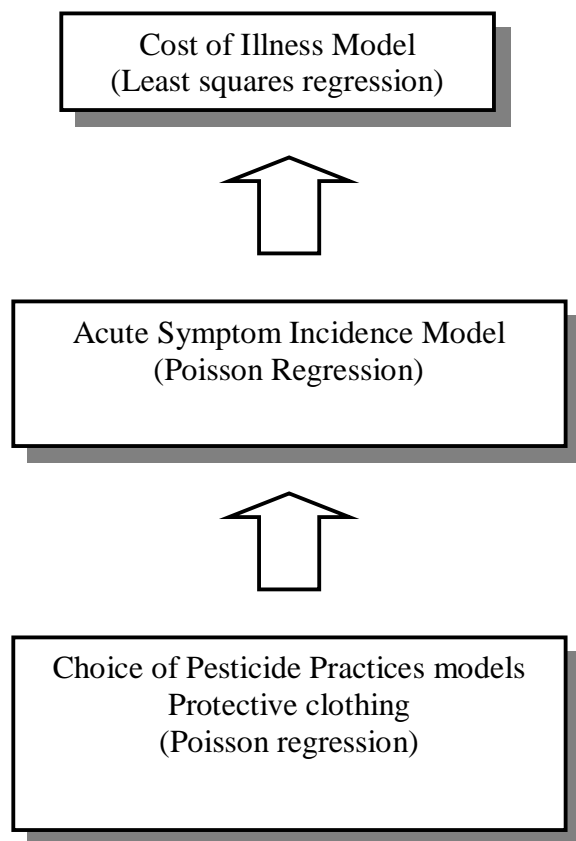 Cost of Illness Model
(Least squares regression)
Acute Symptom Incidence Model
(Poisson Regression)
Choice of Pesticide Practices models
Protective clothing
(Poisson regression)